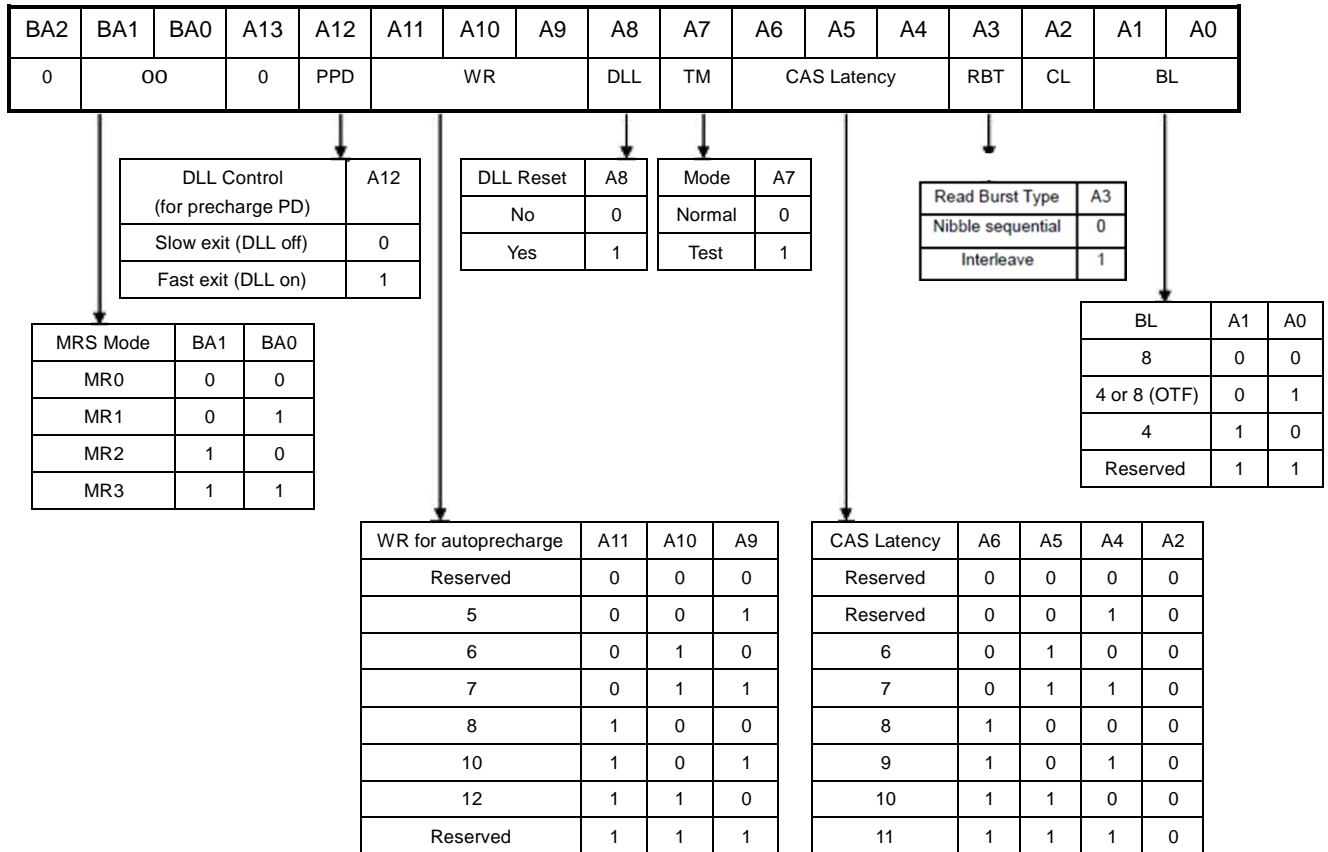 BA2 BA1 BA0 A13 A12 A11 A10 A9 A8 A7 A6 A5 A4 A3 A2 A1 A0
0 00 0 PPD WR DLL TM CAS Latency RBT CL BL
DLL Control A12
(for precharge PD)
Slow exit (DLL off) 0
Fast exit (DLL on) 1
DLL Reset A8
No 0
Yes 1
Mode A7
Normal 0
Test 1
Read Burst Type A3
Nibble sequential 0
Interleave 1
BL A1 A0
8 0 0
4 or 8 (OTF) 0 1
4 1 0
Reserved 1 1
MRS Mode BA1 BA0
MR0 0 0
MR1 0 1
MR2 1 0
MR3 1 1
WR for autoprecharge A11 A10 A9
Reserved 0 0 0
5 0 0 1
6 0 1 0
7 0 1 1
8 1 0 0
10 1 0 1
12 1 1 0
Reserved 1 1 1
CAS Latency A6 A5 A4 A2
Reserved 0 0 0 0
Reserved 0 0 1 0
6 0 1 0 0
7 0 1 1 0
8 1 0 0 0
9 1 0 1 0
10 1 1 0 0
11 1 1 1 0